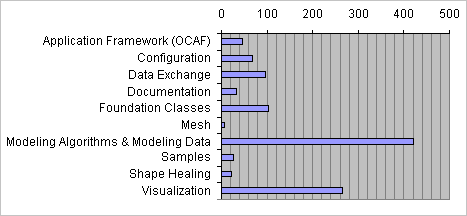 0 100 200 300 400 500
Application Framework (OCAF)
Configuration
Data Exchange
Documentation
Foundation Classes
Mesh
Modeling Algorithms & Modeling Data
Samples
Shape Healing
Visualization